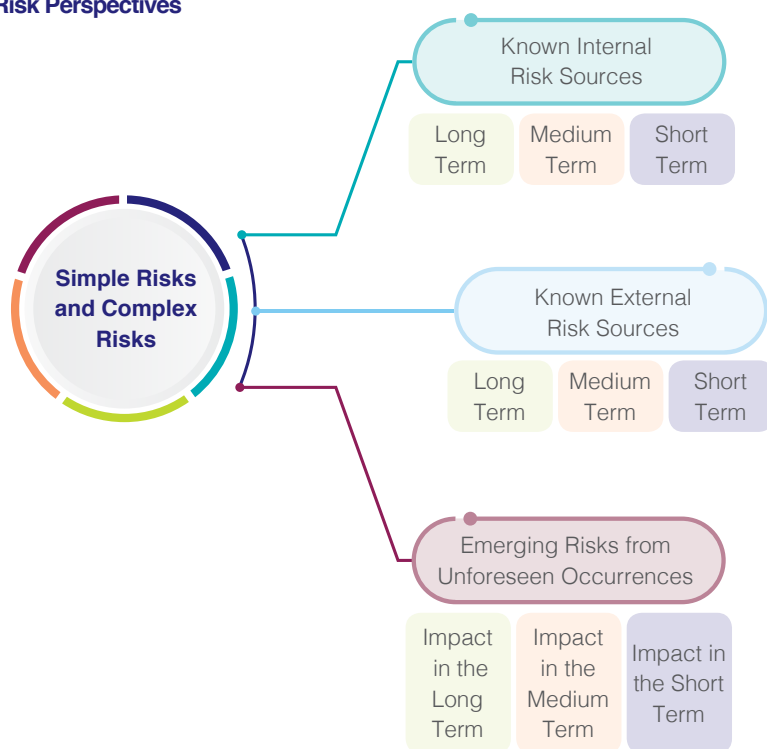 Risk Perspectives
Known Internal
Risk Sources
Long
Term
Medium
Term
Short
Term
Simple Risks
and Complex
Risks
Known External
Risk Sources
Long
Term
Medium
Term
Short
Term
Emerging Risks from
Unforeseen Occurrences
Impact
in the
Long
Term
Impact
in the
Medium
Term
Impact in
the Short
Term